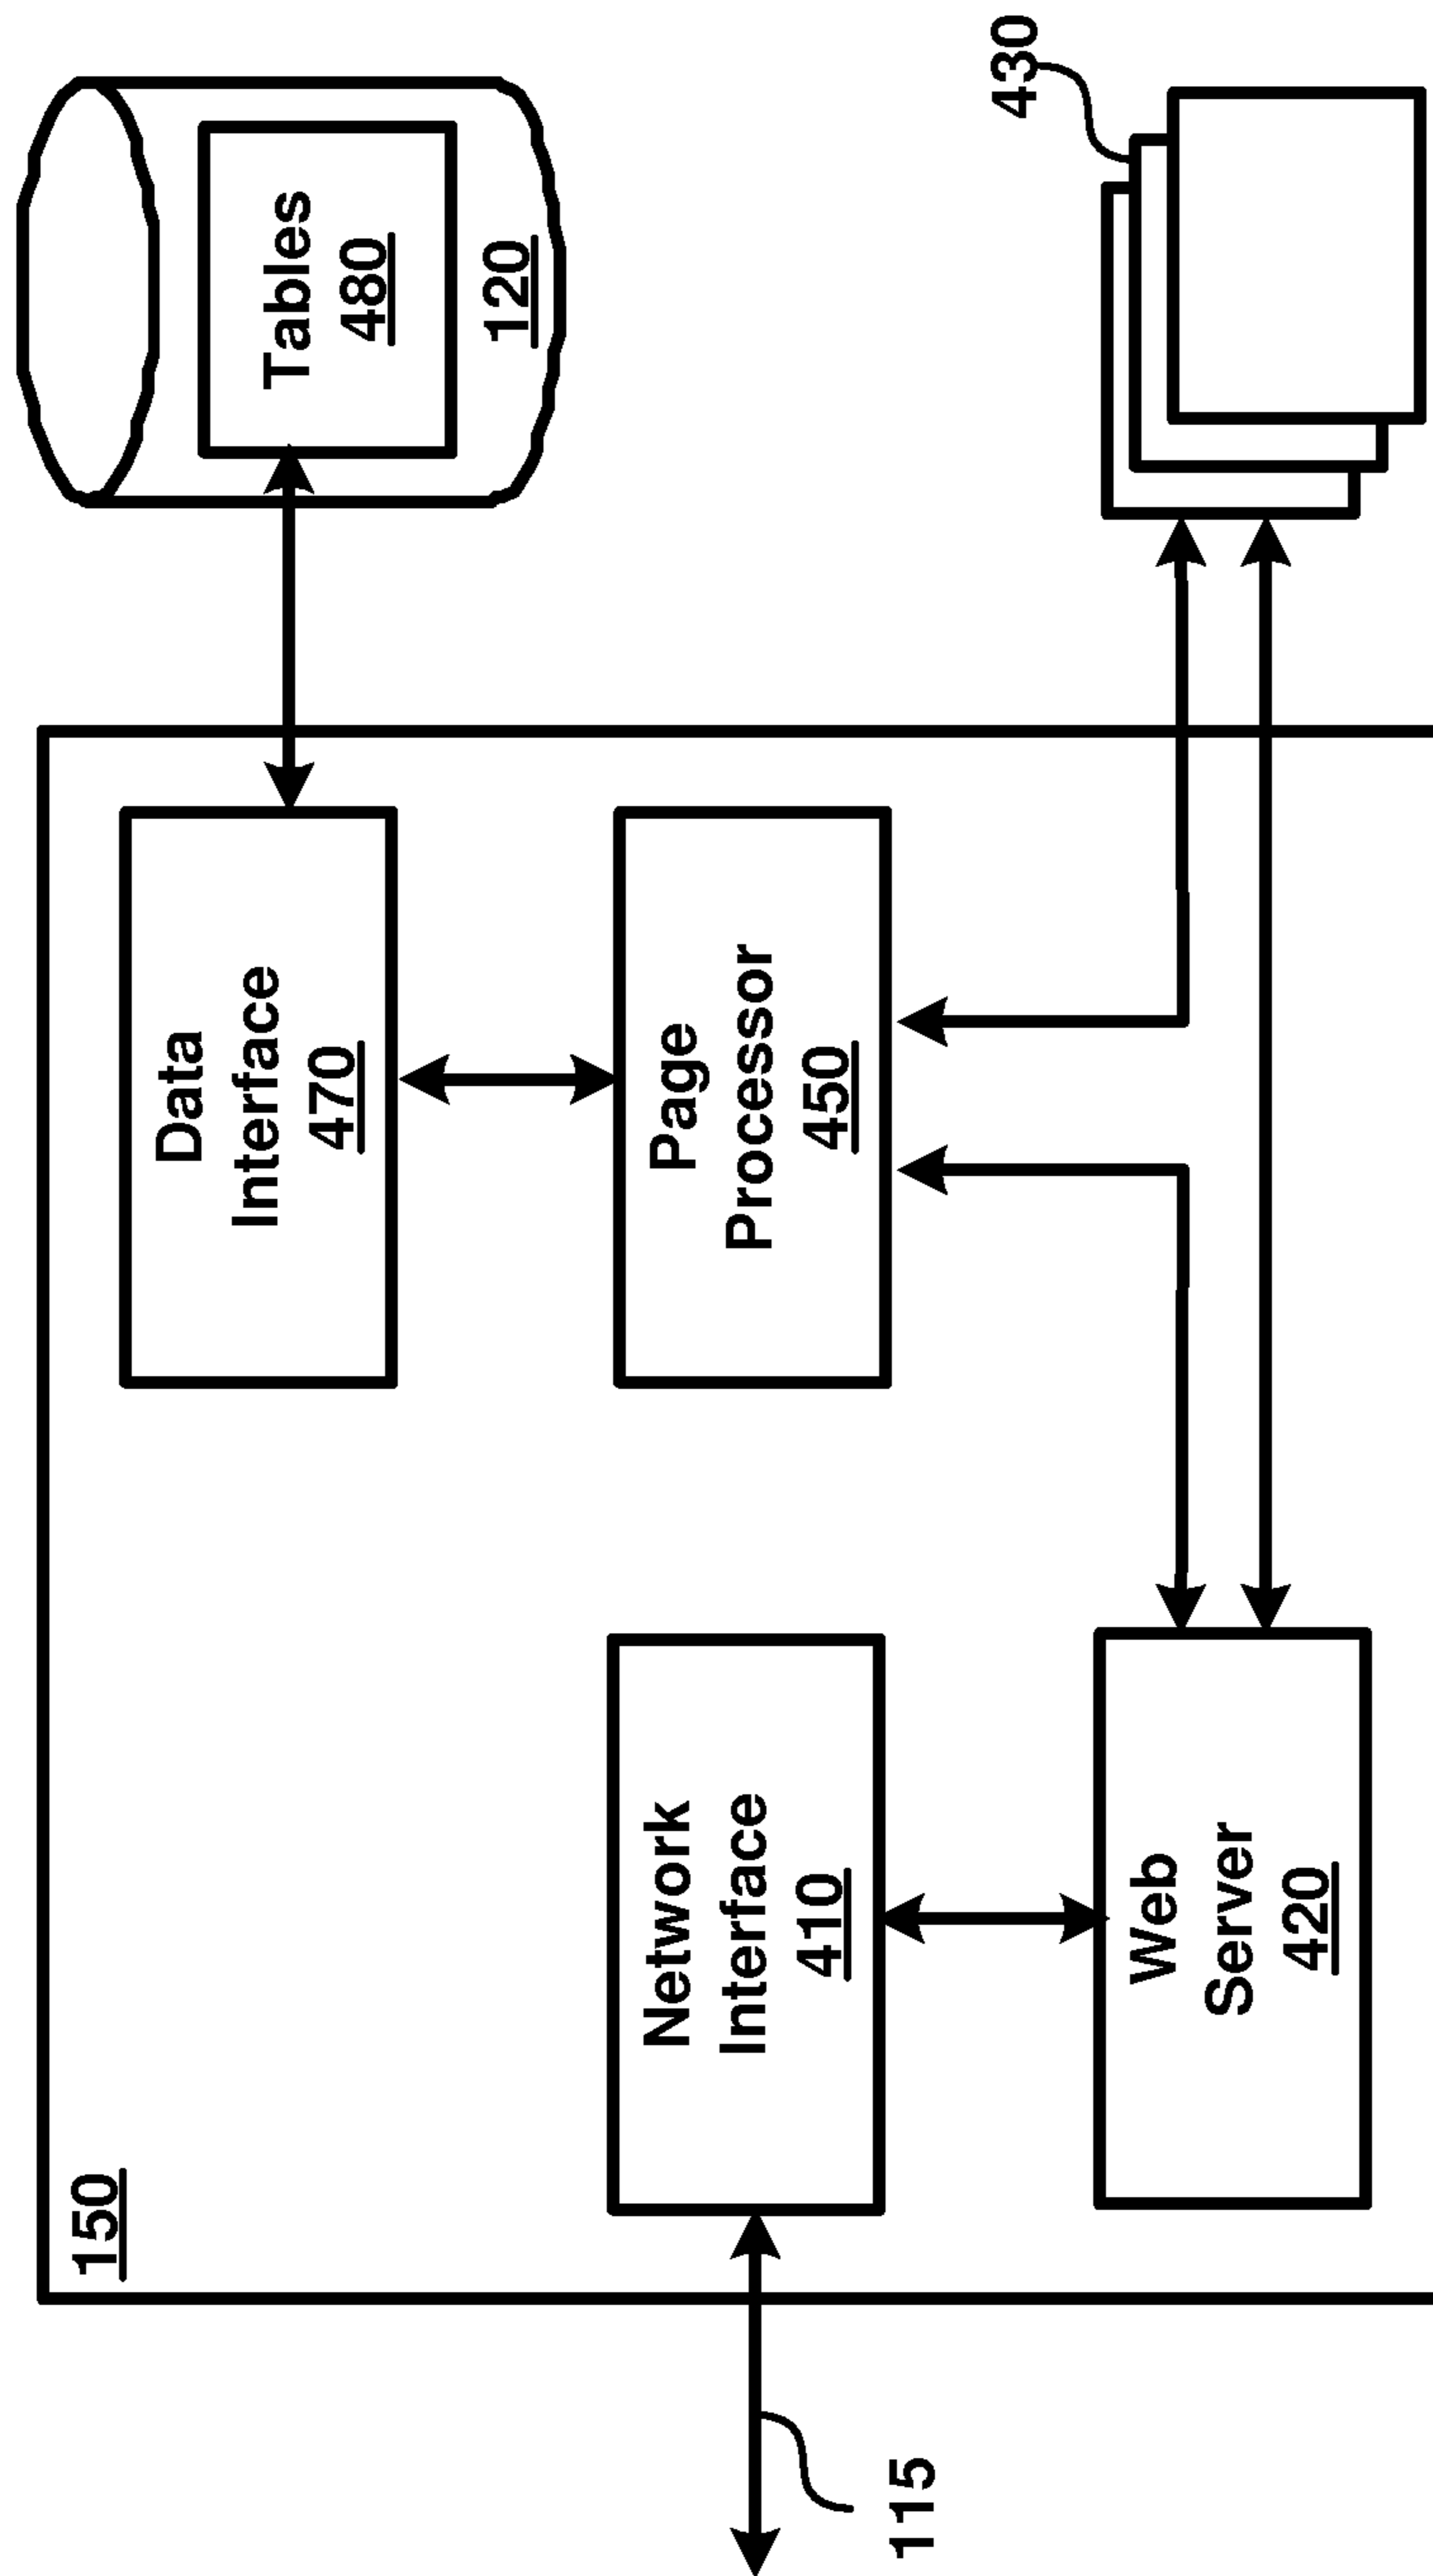 150
Data
Interface
470
Tables
480
120
Network
Interface
410
Page
Processor
450
115
Web
Server
420
430